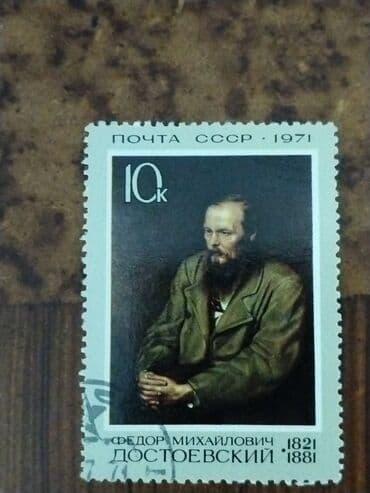 ПОЧТА СССР · 1971
10к
ФЕДОР МИХАЙЛОВИЧ ·1821
ДОСТОЕВСКИЙ ·1881